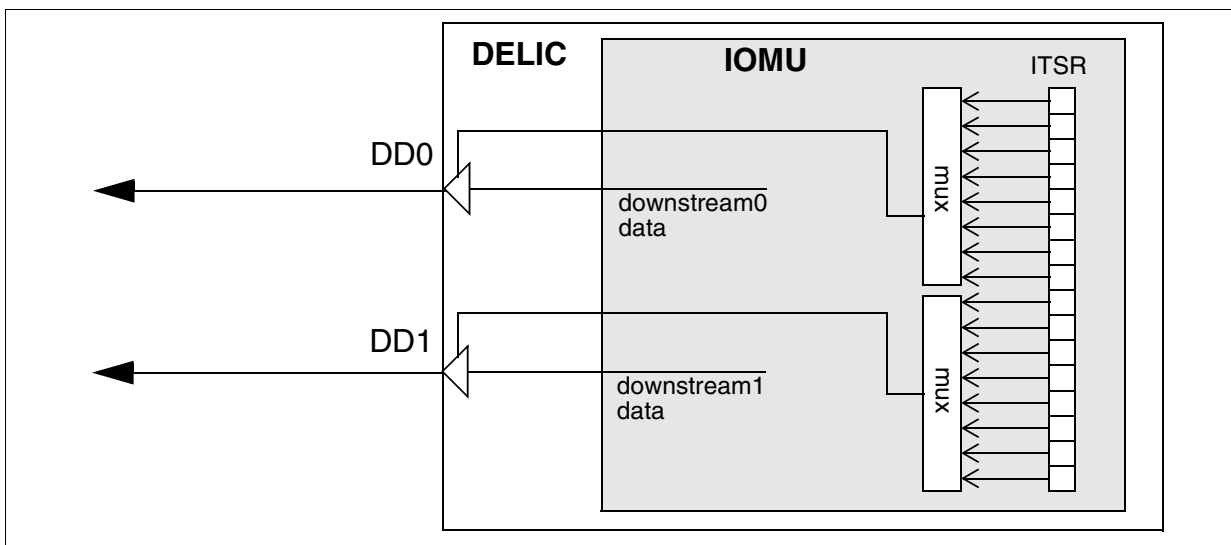 DELIC
IOMU
ITSR
DD0
mux
downstream0
data
DD1
mux
downstream1
data